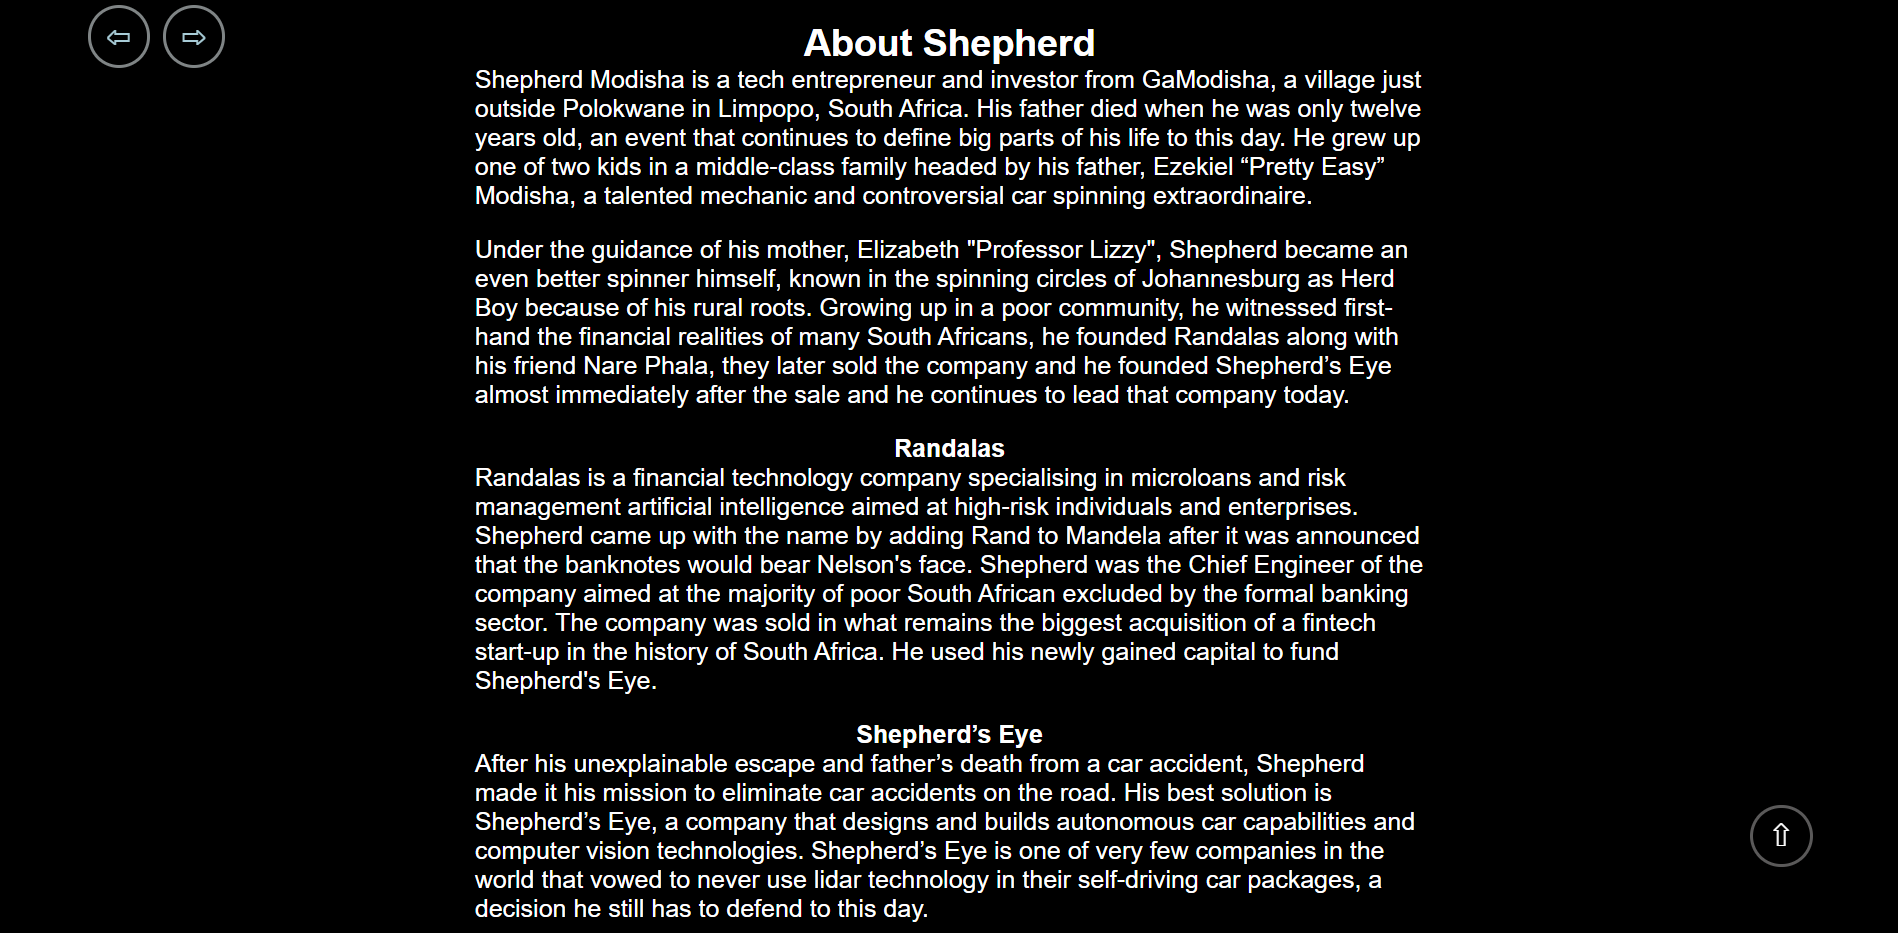 About Shepherd
Shepherd Modisha is a tech entrepreneur and investor from GaModisha, a village just
outside Polokwane in Limpopo, South Africa. His father died when he was only twelve
years old, an event that continues to define big parts of his life to this day. He grew up
one of two kids in a middle-class family headed by his father, Ezekiel “Pretty Easy”
Modisha, a talented mechanic and controversial car spinning extraordinaire.
Under the guidance of his mother, Elizabeth "Professor Lizzy", Shepherd became an
even better spinner himself, known in the spinning circles of Johannesburg as Herd
Boy because of his rural roots. Growing up in a poor community, he witnessed first-
hand the financial realities of many South Africans, he founded Randalas along with
his friend Nare Phala, they later sold the company and he founded Shepherd’s Eye
almost immediately after the sale and he continues to lead that company today.
Randalas
Randalas is a financial technology company specialising in microloans and risk
management artificial intelligence aimed at high-risk individuals and enterprises.
Shepherd came up with the name by adding Rand to Mandela after it was announced
that the banknotes would bear Nelson's face. Shepherd was the Chief Engineer of the
company aimed at the majority of poor South African excluded by the formal banking
sector. The company was sold in what remains the biggest acquisition of a fintech
start-up in the history of South Africa. He used his newly gained capital to fund
Shepherd's Eye.
Shepherd’s Eye
After his unexplainable escape and father’s death from a car accident, Shepherd
made it his mission to eliminate car accidents on the road. His best solution is
Shepherd’s Eye, a company that designs and builds autonomous car capabilities and
computer vision technologies. Shepherd’s Eye is one of very few companies in the
world that vowed to never use lidar technology in their self-driving car packages, a
decision he still has to defend to this day.